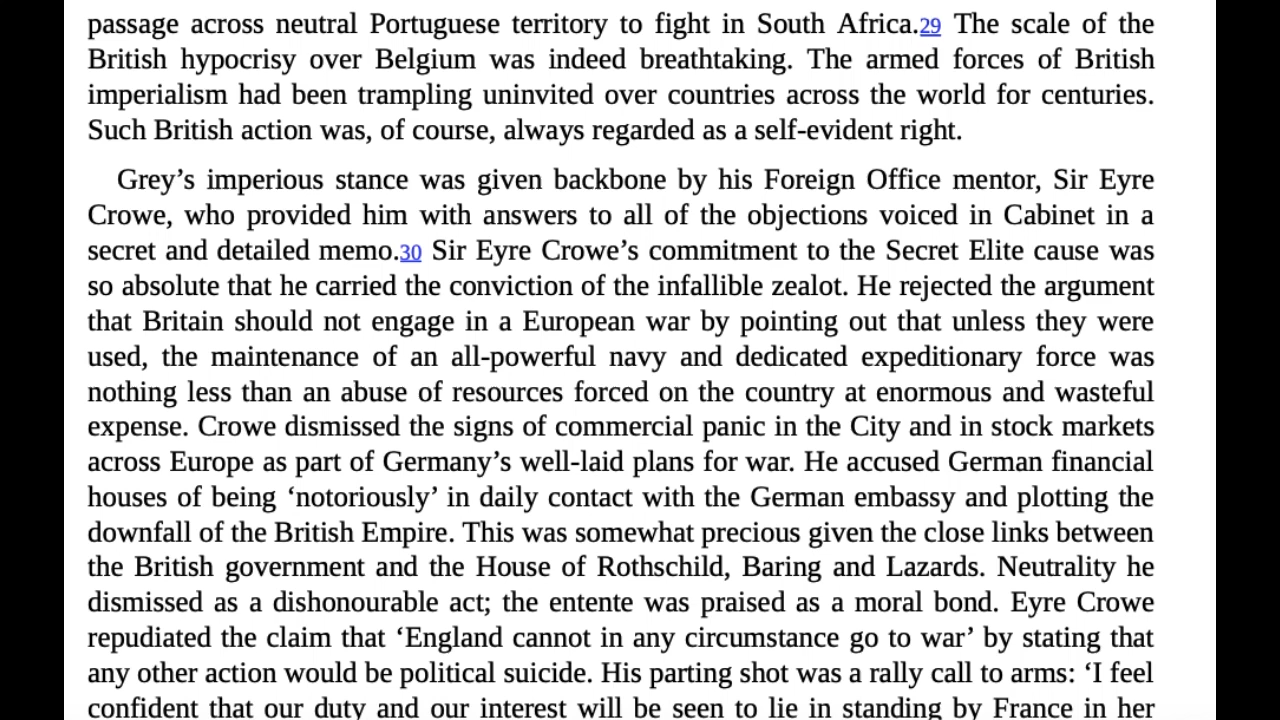 passage across neutral Portuguese territory to fight in South Africa.29 The scale of the
British hypocrisy over Belgium was indeed breathtaking. The armed forces of British
imperialism had been trampling uninvited over countries across the world for centuries.
Such British action was, of course, always regarded as a self-evident right.
Grey’s imperious stance was given backbone by his Foreign Office mentor, Sir Eyre
Crowe, who provided him with answers to all of the objections voiced in Cabinet in a
secret and detailed memo.30 Sir Eyre Crowe’s commitment to the Secret Elite cause was
so absolute that he carried the conviction of the infallible zealot. He rejected the argument
that Britain should not engage in a European war by pointing out that unless they were
used, the maintenance of an all-powerful navy and dedicated expeditionary force was
nothing less than an abuse of resources forced on the country at enormous and wasteful
expense. Crowe dismissed the signs of commercial panic in the City and in stock markets
across Europe as part of Germany’s well-laid plans for war. He accused German financial
houses of being ‘notoriously’ in daily contact with the German embassy and plotting the
downfall of the British Empire. This was somewhat precious given the close links between
the British government and the House of Rothschild, Baring and Lazards. Neutrality he
dismissed as a dishonourable act; the entente was praised as a moral bond. Eyre Crowe
repudiated the claim that ‘England cannot in any circumstance go to war’ by stating that
any other action would be political suicide. His parting shot was a rally call to arms: ‘I feel
confident that our duty and our interest will be seen to lie in standing by France in her